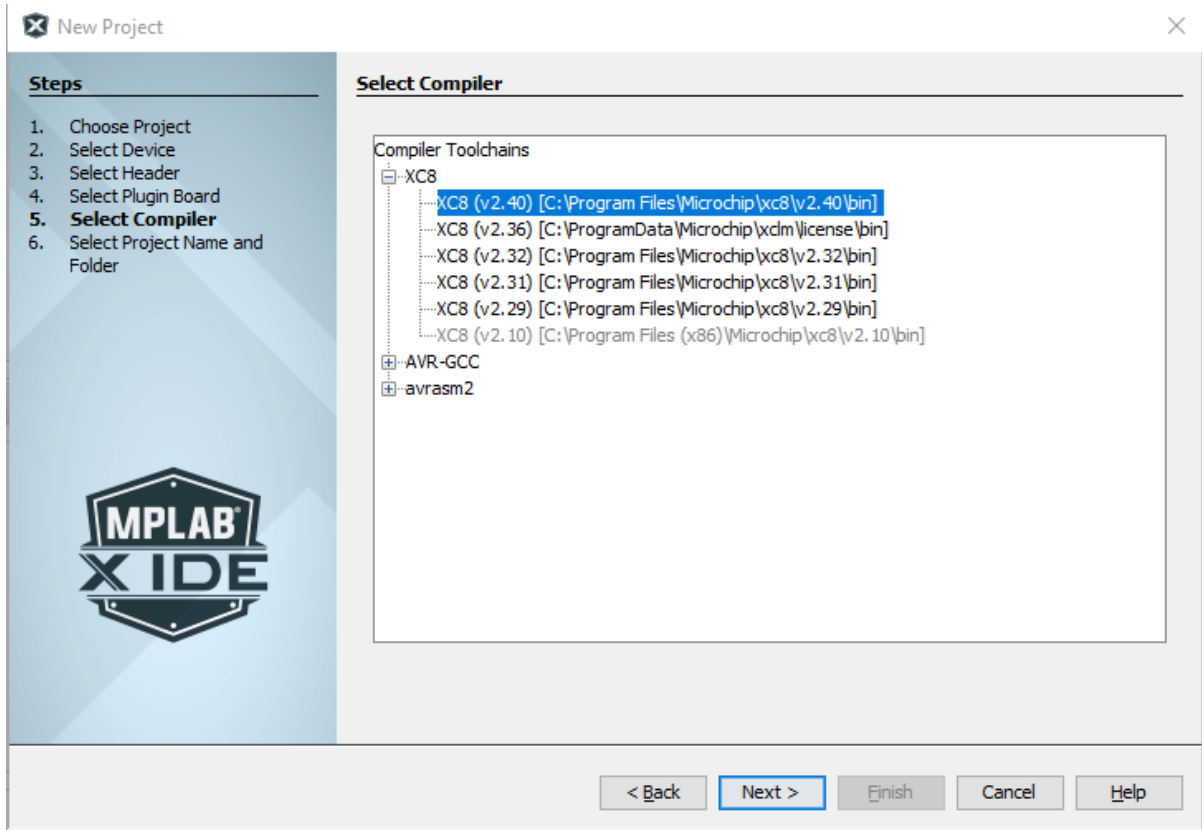 New Project
Steps
1. Choose Project
2. Select Device
3. Select Header
4. Select Plugin Board
5. Select Compiler
6. Select Project Name and
Folder
MPLAB®
X IDE
Select Compiler
Compiler Toolchains
XC8
XC8 (v2.40) [C:\Program Files\Microchip\xc8\v2.40\bin]
XC8 (v2.36) [C:\ProgramData\Microchip\xclm\license\bin]
XC8 (v2.32) [C:\Program Files\Microchip\xc8\v2.32\bin]
XC8 (v2.31) [C:\Program Files\Microchip\xc8\v2.31\bin]
XC8 (v2.29) [C:\Program Files\Microchip\xc8\v2.29\bin]
XC8 (v2.10) [C:\Program Files (x86)\Microchip\xc8\v2.10\bin]
AVR-GCC
avrasm2
< Back Next > Finish Cancel Help